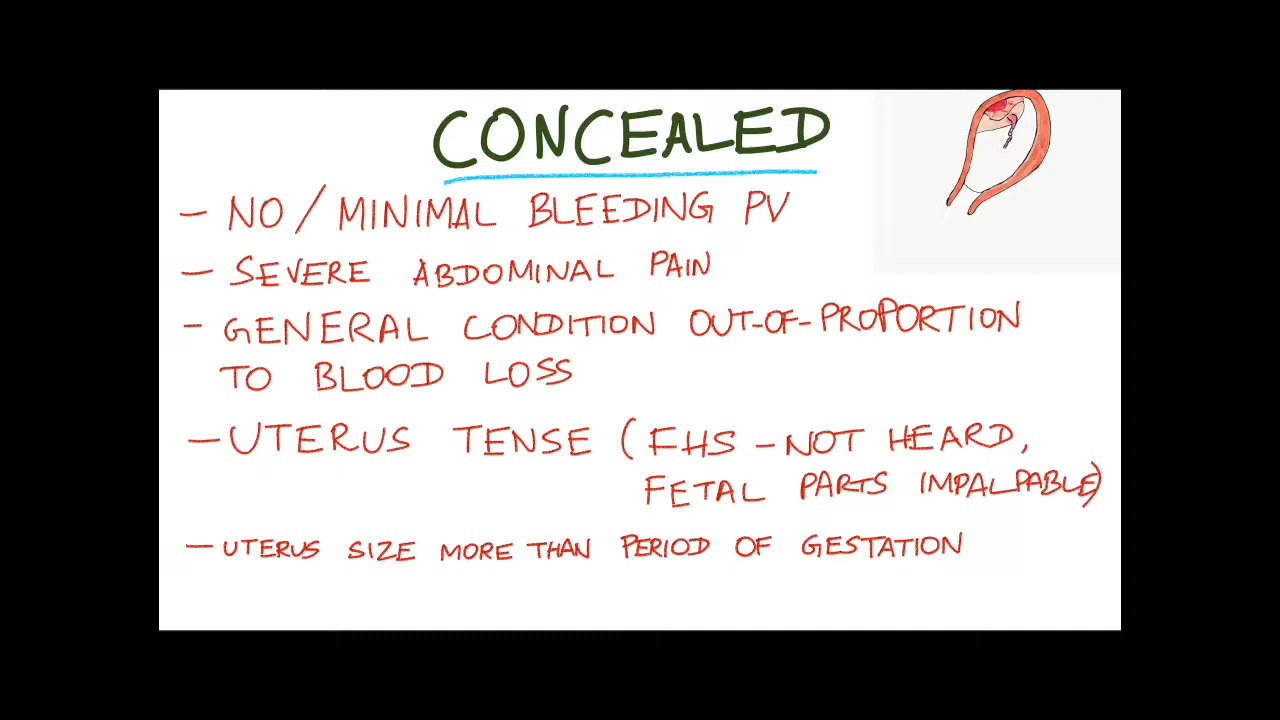 CONCEALED
- NO/MINIMAL BLEEDING PV
- SEVERE ABDOMINAL PAIN
- GENERAL CONDITION OUT-OF-PROPORTION
TO BLOOD LOSS
- UTERUS TENSE (FHS - NOT HEARD,
FETAL PARTS IMPALPABLE)
- UTERUS SIZE MORE THAN PERIOD OF GESTATION